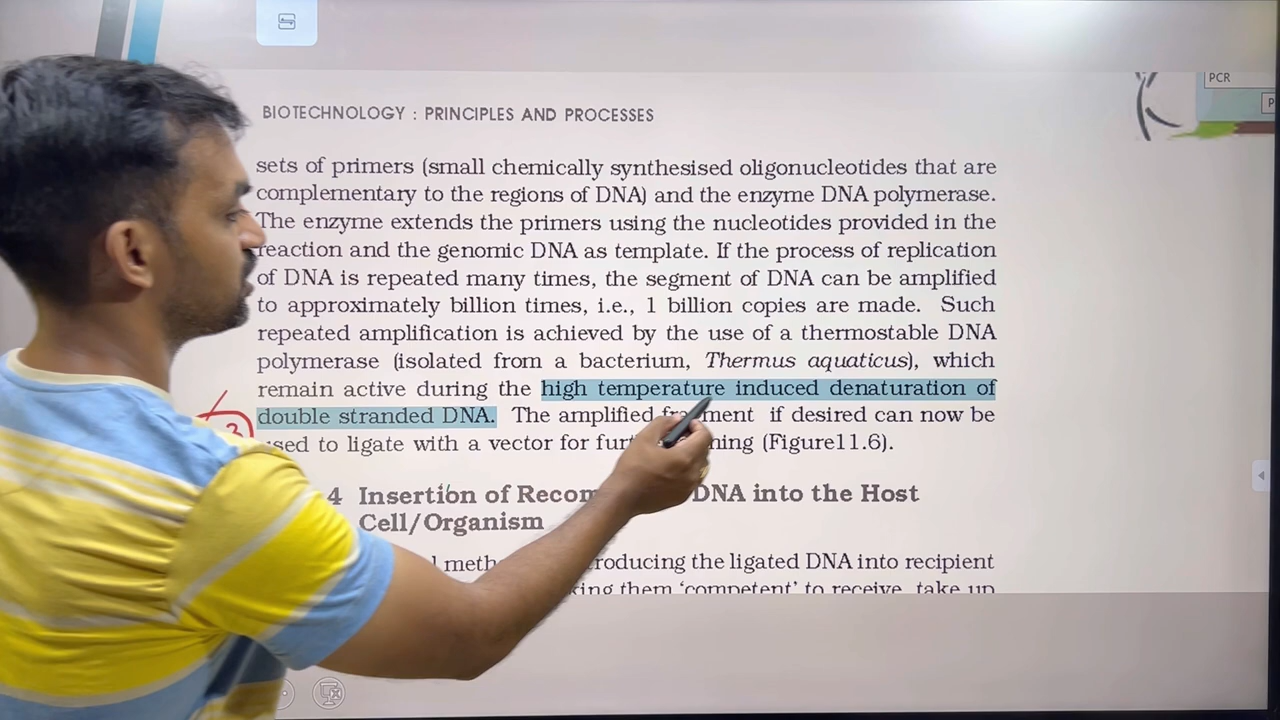 PCR
P
BIOTECHNOLOGY : PRINCIPLES AND PROCESSES
sets of primers (small chemically synthesised oligonucleotides that are
complementary to the regions of DNA) and the enzyme DNA polymerase.
The enzyme extends the primers using the nucleotides provided in the
reaction and the genomic DNA as template. If the process of replication
of DNA is repeated many times, the segment of DNA can be amplified
to approximately billion times, i.e., 1 billion copies are made. Such
repeated amplification is achieved by the use of a thermostable DNA
polymerase (isolated from a bacterium, Thermus aquaticus), which
remain active during the high temperature induced denaturation of
double stranded DNA. The amplified if desired can now be
3
used to ligate with a vector for (Figure11.6).
4 Insertion of DNA into the Host
Cell/Organism
the ligated DNA into recipient
them ‘competent’ to receive, take up